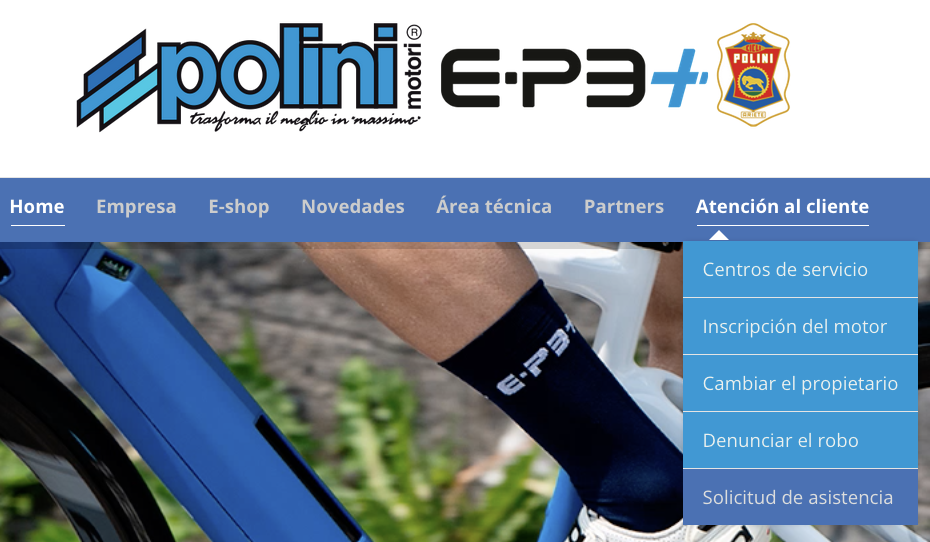 polini
motori®
trasforma il meglio in "massimo"
E-P3+
POLINI
Home
Empresa
E-shop
Novedades
Área técnica
Partners
Atención al cliente
Centros de servicio
Inscripción del motor
Cambiar el propietario
Denunciar el robo
Solicitud de asistencia
E-P3+